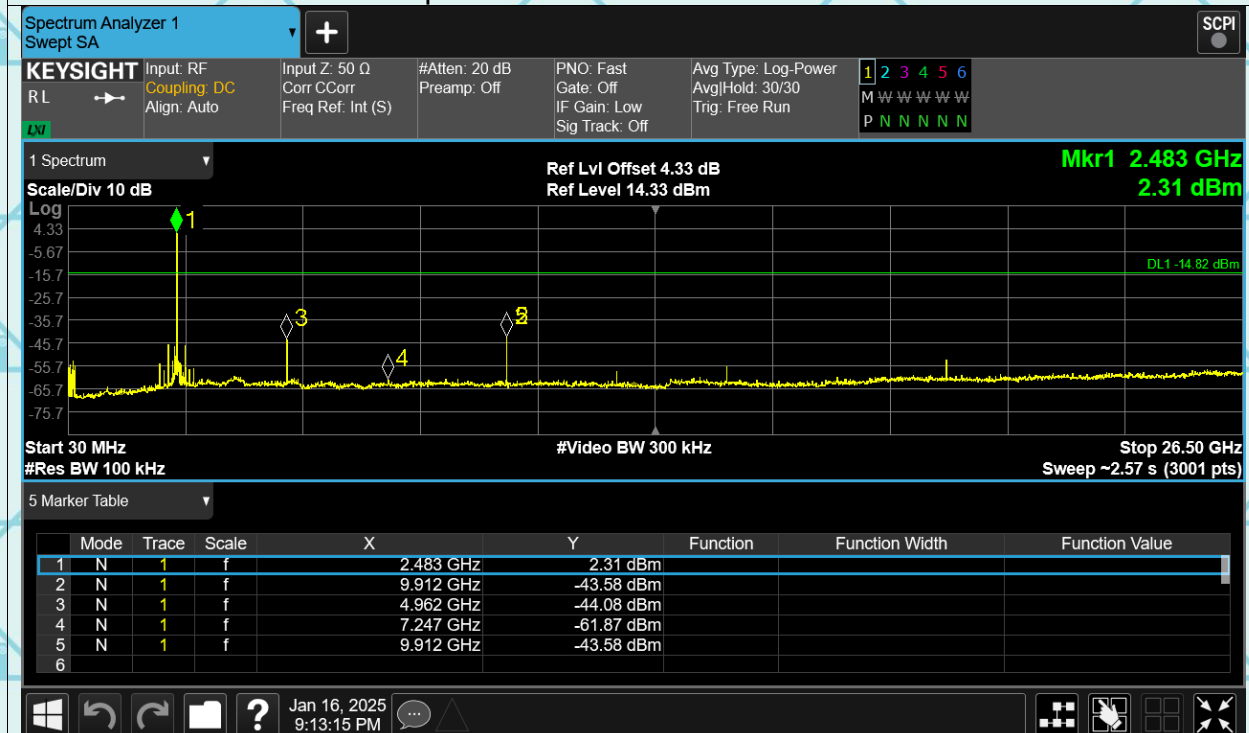 Spectrum Analyzer 1
Swept SA
+
SCPI
KEYSIGHT
RL
LXI
Input: RF
Coupling: DC
Align: Auto
Input Z: 50 Ω
Corr CCorr
Freq Ref: Int (S)
#Atten: 20 dB
Preamp: Off
PNO: Fast
Gate: Off
IF Gain: Low
Sig Track: Off
Avg Type: Log-Power
Avg|Hold: 30/30
Trig: Free Run
1 2 3 4 5 6
M W W W W W W
P N N N N N N
1 Spectrum
Scale/Div 10 dB
Ref Lvl Offset 4.33 dB
Ref Level 14.33 dBm
Mkr1 2.483 GHz
2.31 dBm
Log
4.33
-5.67
-15.7
-25.7
-35.7
-45.7
-55.7
-65.7
-75.7
1
3
4
5
DL1 -14.82 dBm
Start 30 MHz
#Res BW 100 kHz
#Video BW 300 kHz
Stop 26.50 GHz
Sweep ~2.57 s (3001 pts)
5 Marker Table
Mode Trace Scale X Y Function Function Width Function Value
1 N 1 f 2.483 GHz 2.31 dBm
2 N 1 f 9.912 GHz -43.58 dBm
3 N 1 f 4.962 GHz -44.08 dBm
4 N 1 f 7.247 GHz -61.87 dBm
5 N 1 f 9.912 GHz -43.58 dBm
6
?
Jan 16, 2025
9:13:15 PM